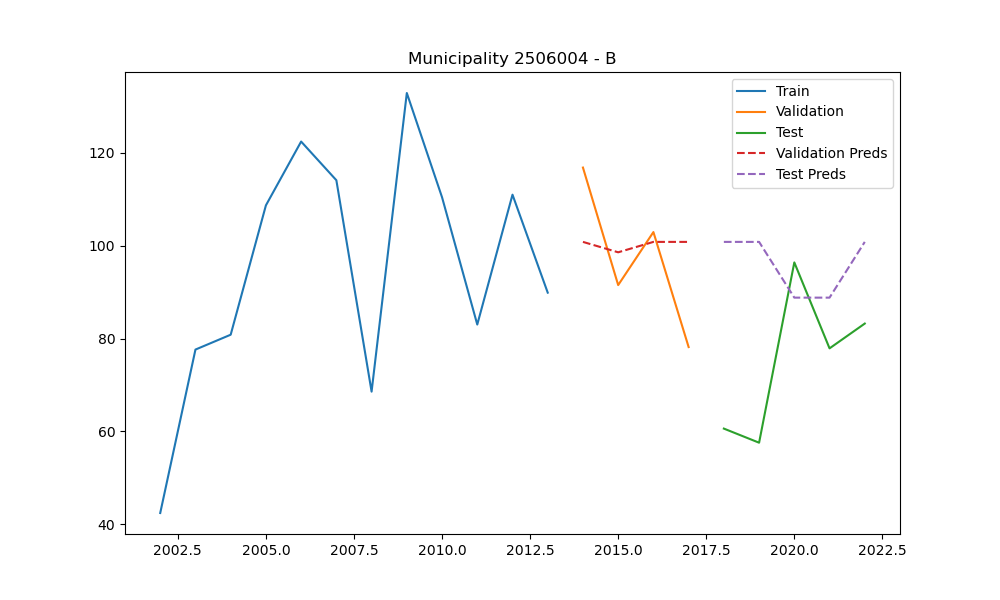 Municipality 2506004 - B
Train
Validation
Test
Validation Preds
Test Preds
120
100
80
60
40
2002.5 2005.0 2007.5 2010.0 2012.5 2015.0 2017.5 2020.0 2022.5